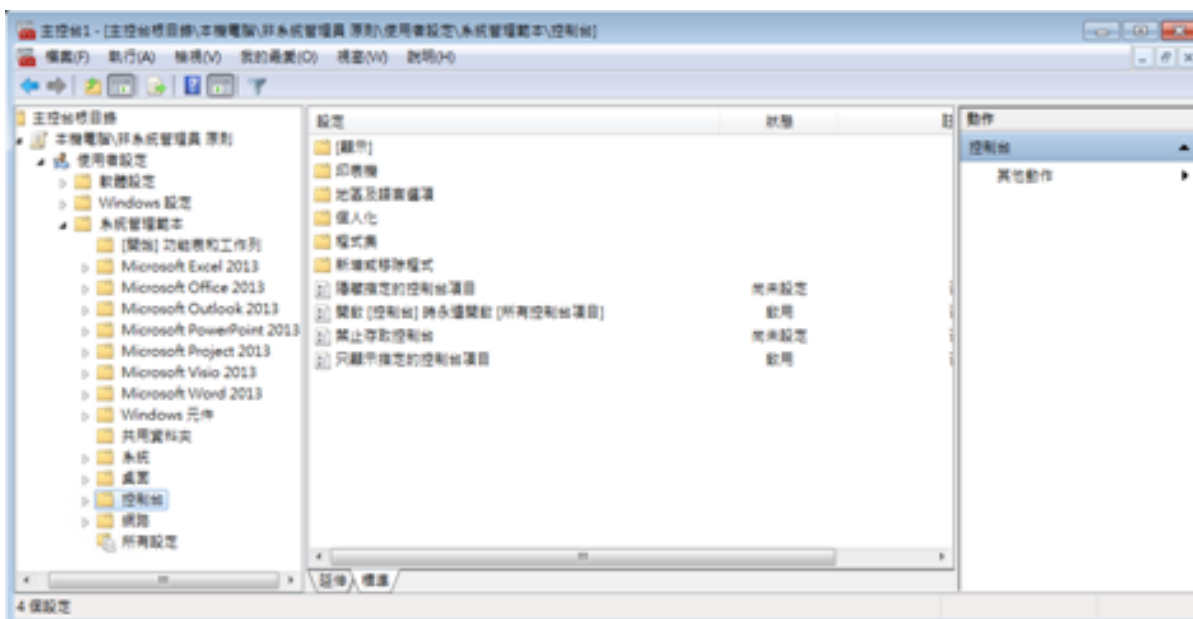 主控台1 - [主控台根目錄\本機電腦\非系統管理員 原則\使用者設定\系統管理範本\控制台]
檔案(F) 執行(A) 檢視(V) 我的最愛(O) 視窗(W) 說明(H)
主控台根目錄
本機電腦\非系統管理員 原則
使用者設定
軟體設定
Windows 設定
系統管理範本
[開始] 功能表和工作列
Microsoft Excel 2013
Microsoft Office 2013
Microsoft Outlook 2013
Microsoft PowerPoint 2013
Microsoft Project 2013
Microsoft Visio 2013
Microsoft Word 2013
Windows 元件
共用資料夾
系統
桌面
控制台
網路
所有設定
設定 狀態 註
[顯示]
印表機
地區及語言選項
個人化
程式集
新增或移除程式
隱藏指定的控制台項目 尚未設定
開啟 [控制台] 時永遠開啟 [所有控制台項目] 啟用
禁止存取控制台 尚未設定
只顯示指定的控制台項目 啟用
延伸 標準
動作
控制台
其他動作
4 個設定